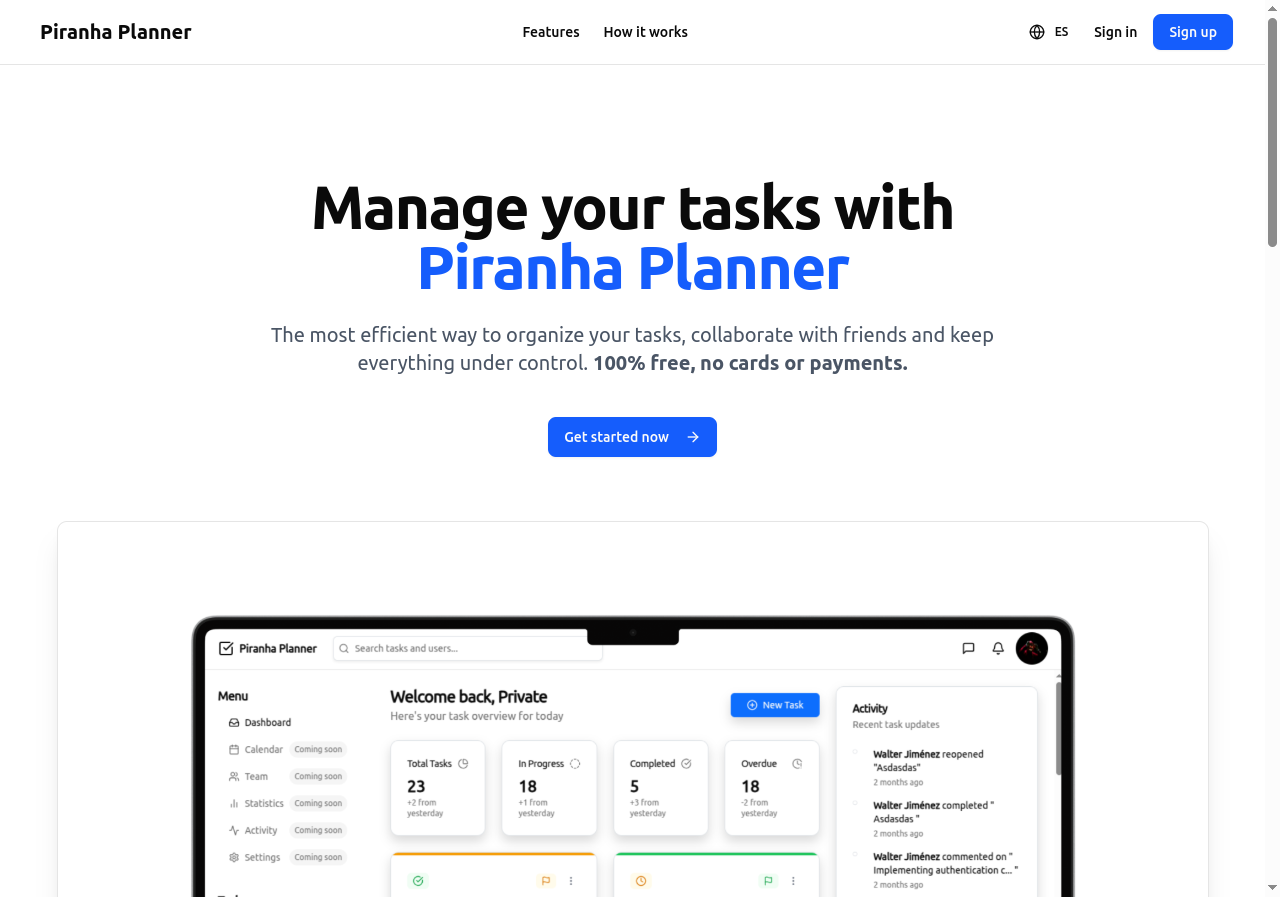 Piranha Planner
Features
How it works
ES
Sign in
Sign up
Manage your tasks with
Piranha Planner
The most efficient way to organize your tasks, collaborate with friends and keep
everything under control. 100% free, no cards or payments.
Get started now
Piranha Planner
Search tasks and users...
Menu
Dashboard
Calendar Coming soon
Team Coming soon
Statistics Coming soon
Activity Coming soon
Settings Coming soon
Welcome back, Private
Here's your task overview for today
New Task
Total Tasks
23
+2 from
yesterday
In Progress
18
+1 from
yesterday
Completed
5
+3 from
yesterday
Overdue
18
-2 from
yesterday
Activity
Recent task updates
Walter Jiménez reopened
"Asdasdas"
2 months ago
Walter Jiménez completed "
Asdasdas "
2 months ago
Walter Jiménez commented on "
Implementing authentication c... "
2 months ago